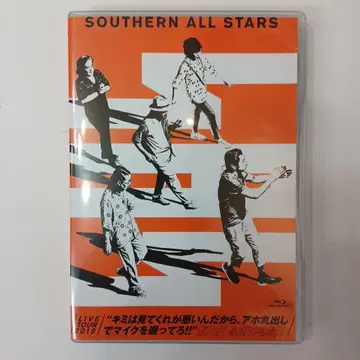 SOUTHERN ALL STARS
LIVE
TOUR
2019
"キミは見てくれが悪いんだから、アホ丸出し
でマイクを握ってろ!!"